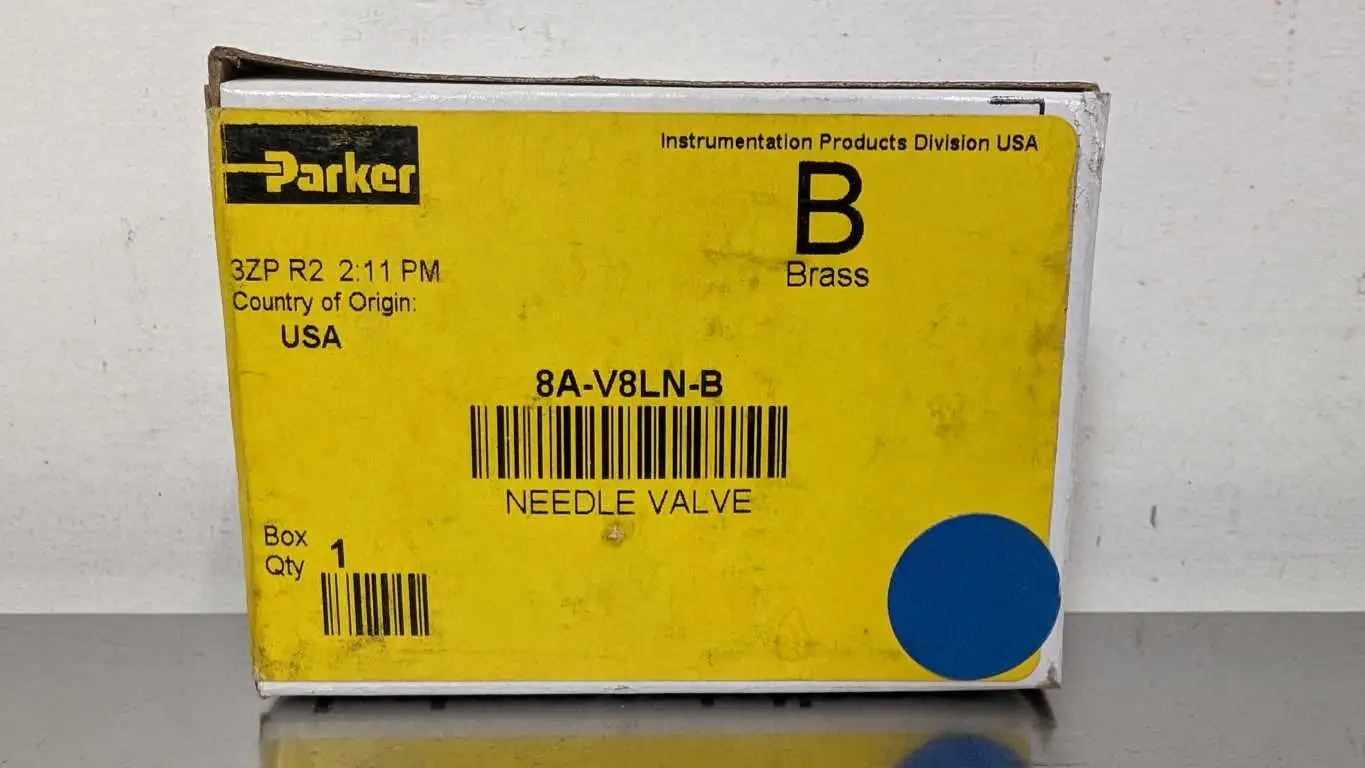 Parker
Instrumentation Products Division USA
B
Brass
3ZP R2 2:11 PM
Country of Origin:
USA
8A-V8LN-B
NEEDLE VALVE
Box
Qty
1